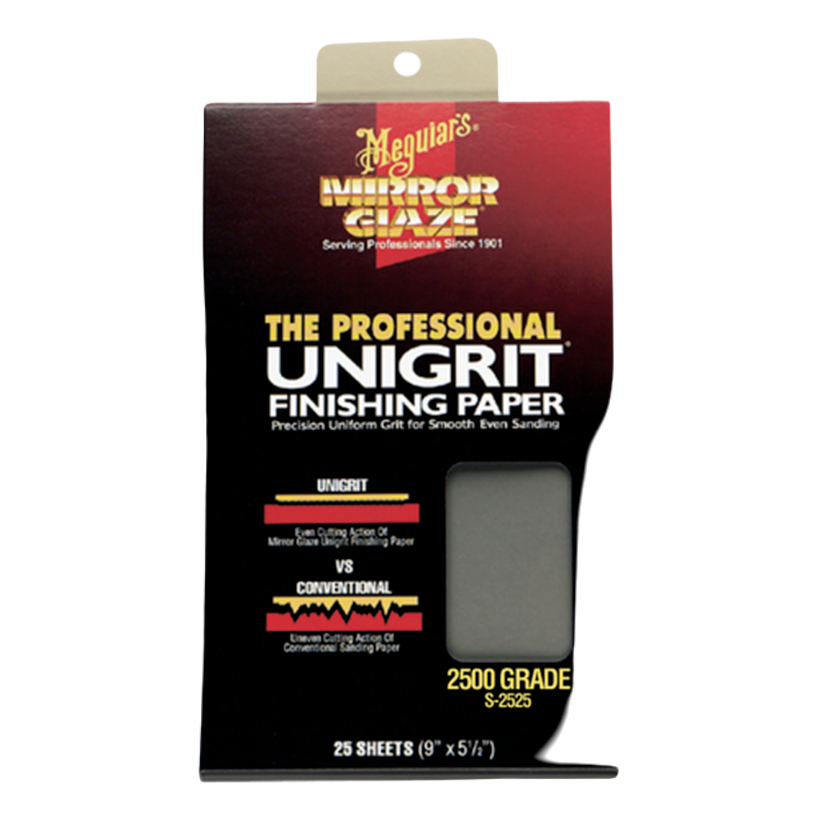 Meguiar's®
MIRROR
GLAZE®
Serving Professionals Since 1901
THE PROFESSIONAL
UNIGRIT®
FINISHING PAPER
Precision Uniform Grit for Smooth Even Sanding
UNIGRIT
Even Cutting Action Of
Mirror Glaze Unigrit Finishing Paper
VS
CONVENTIONAL
Uneven Cutting Action Of
Conventional Sanding Paper
2500 GRADE
S-2525
25 SHEETS (9" x 5½")